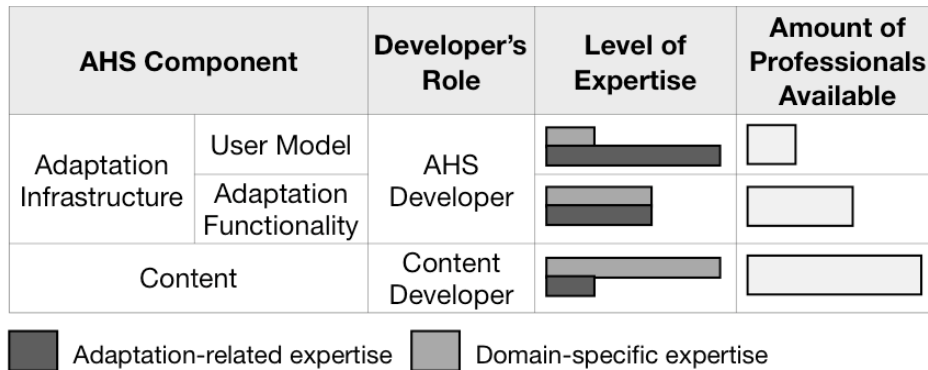 AHS Component
Developer's
Role
Level of
Expertise
Amount of
Professionals
Available
Adaptation
Infrastructure
User Model
Adaptation
Functionality
AHS
Developer
Content
Content
Developer
Adaptation-related expertise
Domain-specific expertise